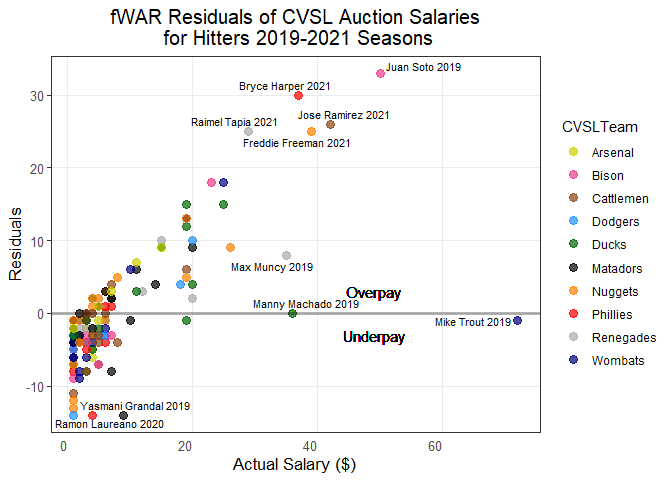 fWAR Residuals of CVSL Auction Salaries
for Hitters 2019-2021 Seasons
Juan Soto 2019
Bryce Harper 2021
Jose Ramirez 2021
Raimel Tapia 2021
Freddie Freeman 2021
Max Muncy 2019
Overpay
Manny Machado 2019
Mike Trout 2019
Underpay
Yasmani Grandal 2019
Ramon Laureano 2020
30
20
10
0
-10
Residuals
0
20
40
60
Actual Salary ($)
CVSLTeam
Arsenal
Bison
Cattlemen
Dodgers
Ducks
Matadors
Nuggets
Phillies
Renegades
Wombats